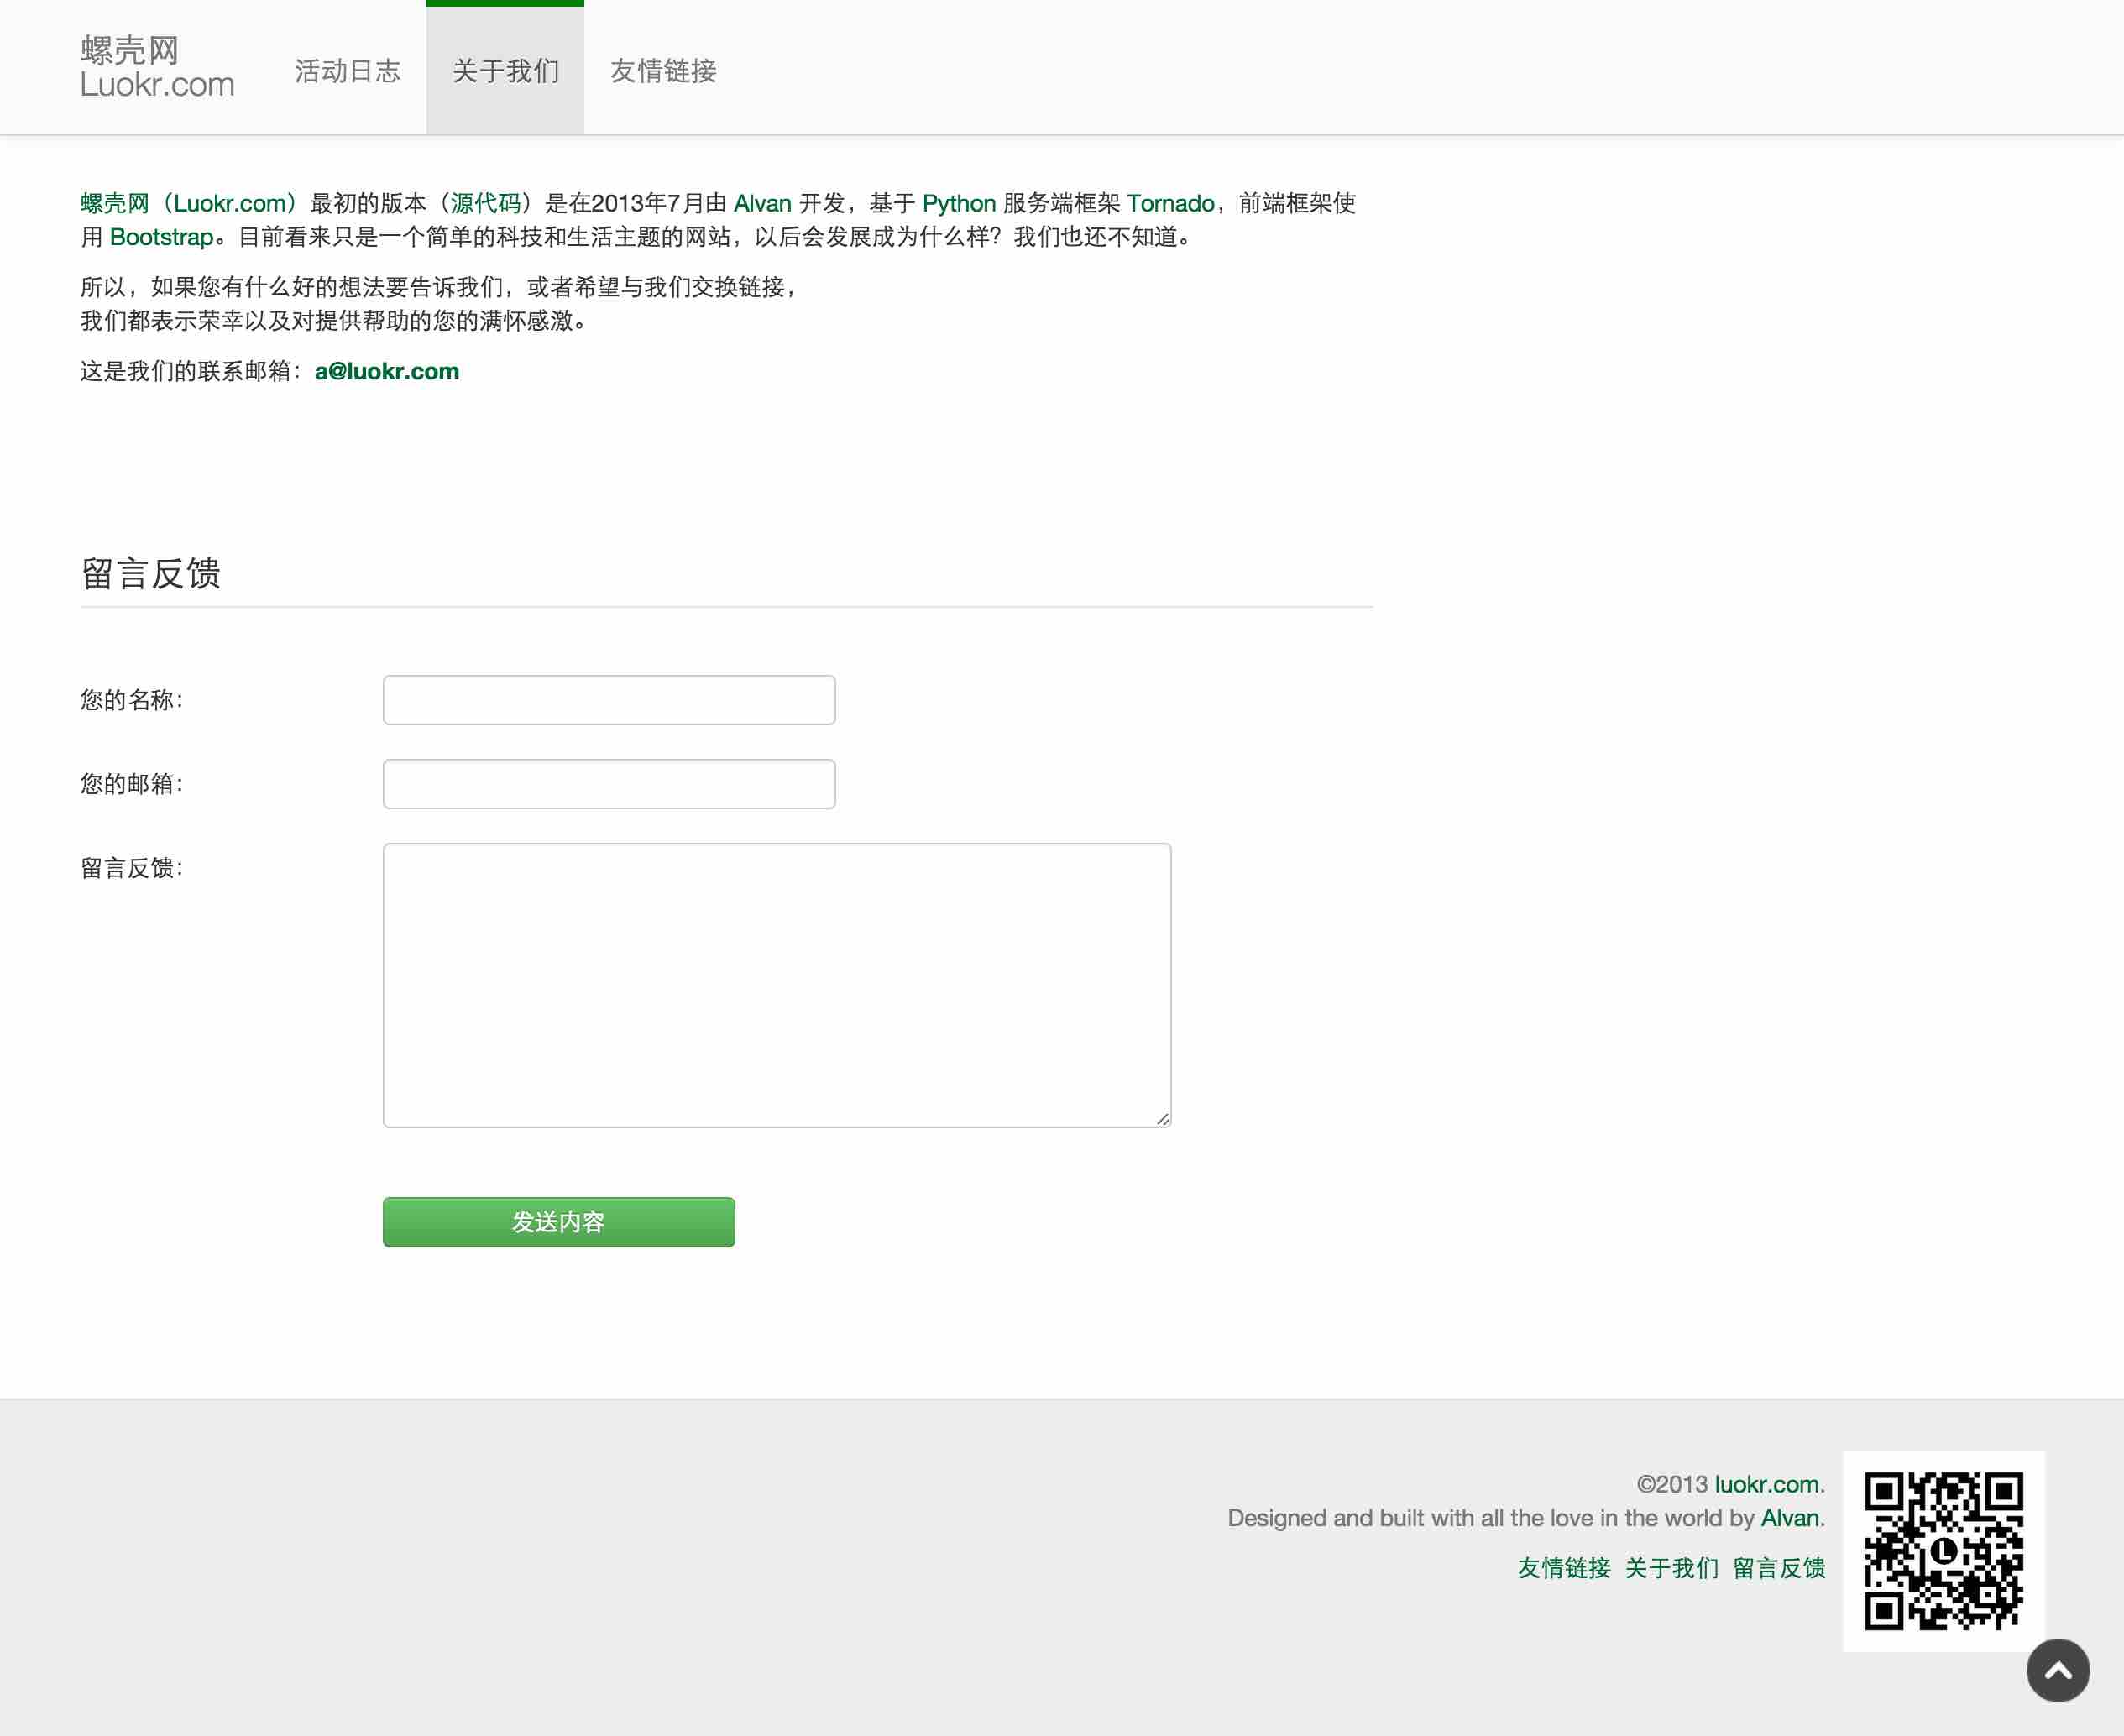 螺壳网
Luokr.com
活动日志
关于我们
友情链接
螺壳网（Luokr.com）最初的版本（源代码）是在2013年7月由 Alvan 开发，基于 Python 服务端框架 Tornado，前端框架使
用 Bootstrap。目前看来只是一个简单的科技和生活主题的网站，以后会发展成为什么样？我们也还不知道。
所以，如果您有什么好的想法要告诉我们，或者希望与我们交换链接，
我们都表示荣幸以及对提供帮助的您的满怀感激。
这是我们的联系邮箱：a@luokr.com
留言反馈
您的名称：
您的邮箱：
留言反馈：
发送内容
©2013 luokr.com.
Designed and built with all the love in the world by Alvan.
友情链接 关于我们 留言反馈
L